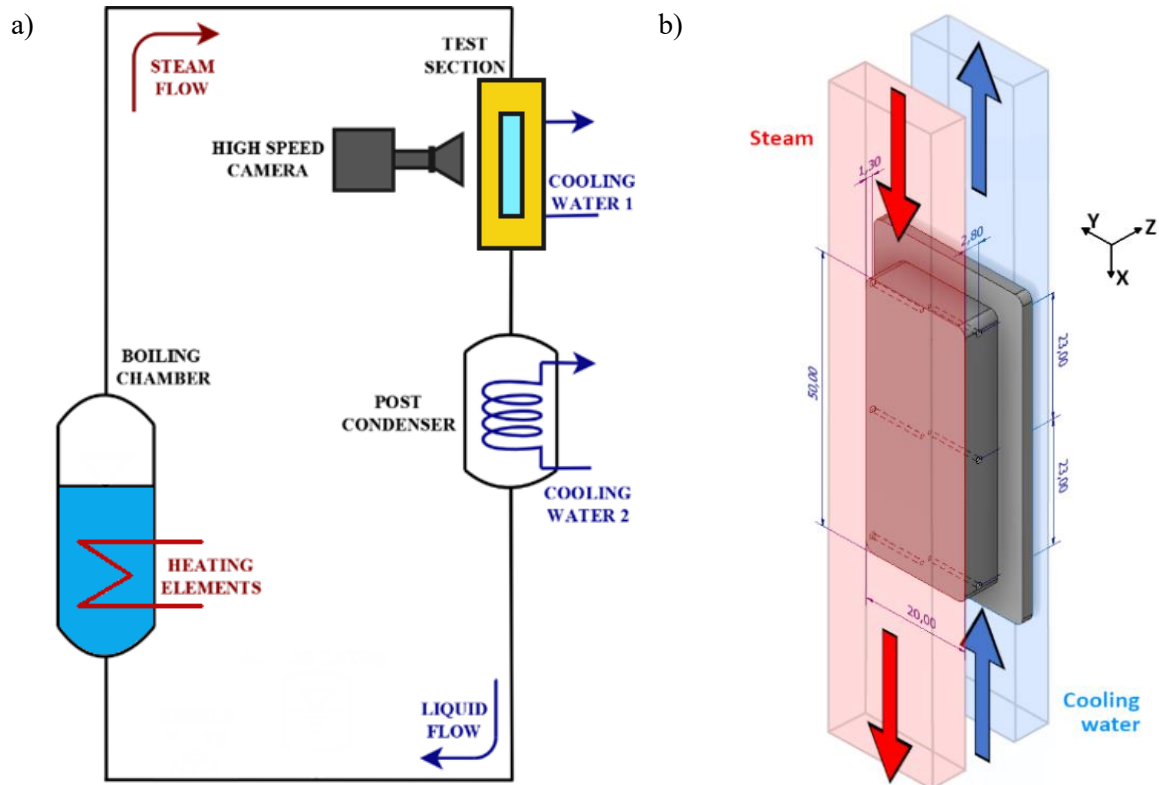 a)
STEAM
FLOW
TEST
SECTION
HIGH SPEED
CAMERA
COOLING
WATER 1
BOILING
CHAMBER
POST
CONDENSER
COOLING
WATER 2
HEATING
ELEMENTS
LIQUID
FLOW
b)
Steam
1,30
2,80
Y
Z
X
50,00
23,00
23,00
20,00
Cooling
water